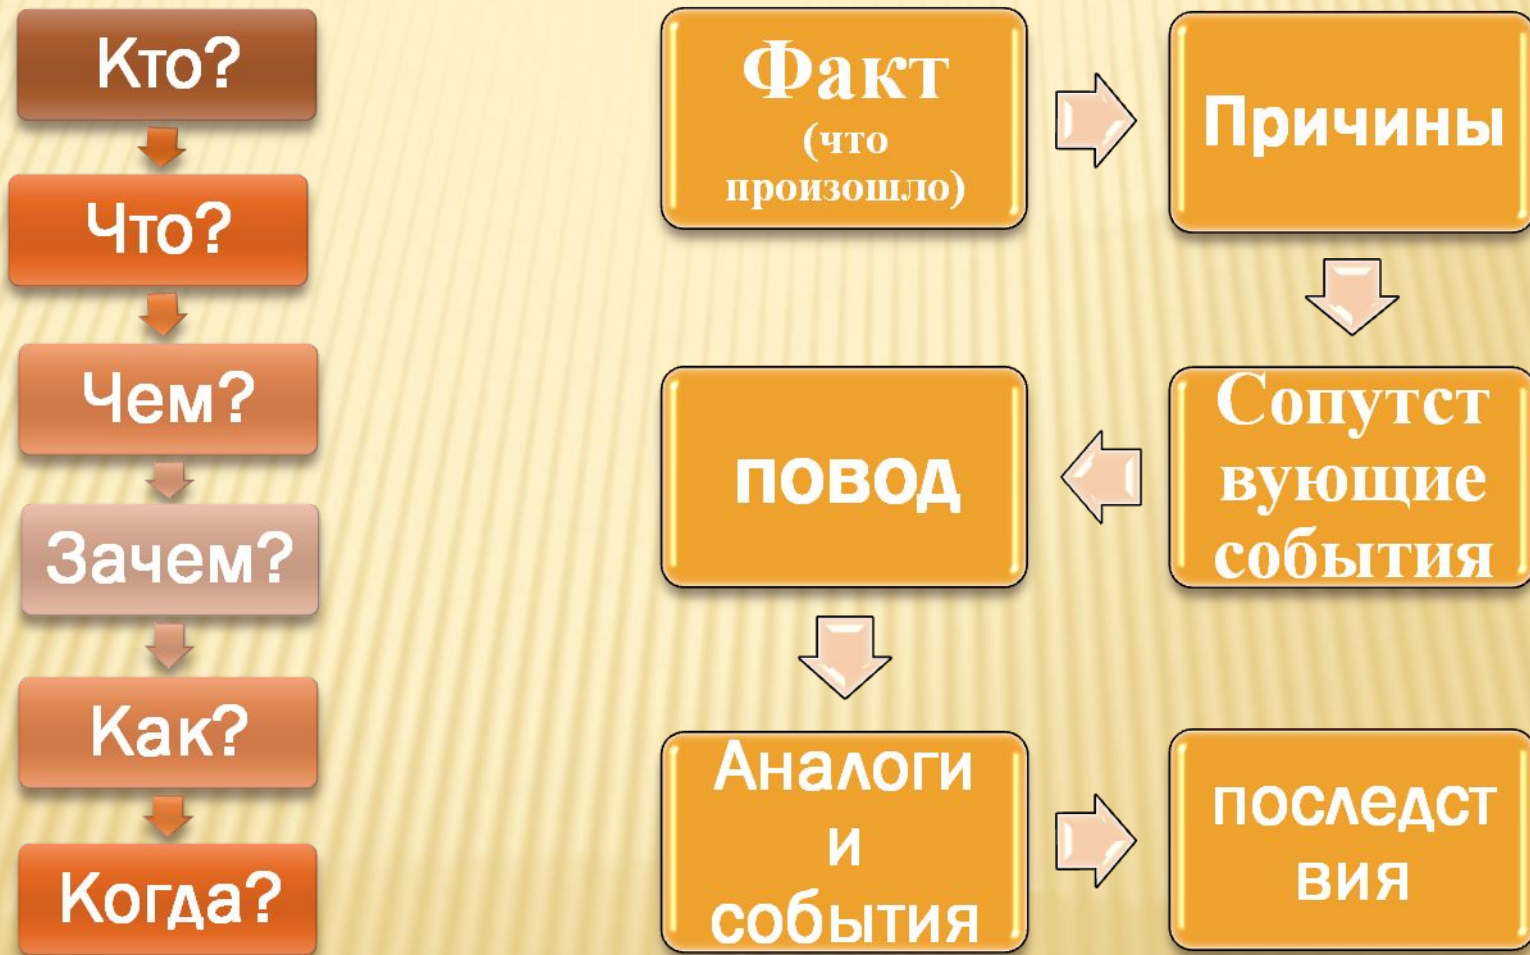 Кто?
Что?
Чем?
Зачем?
Как?
Когда?
Факт
(что
произошло)
Причины
Сопутст
вующие
события
повод
Аналоги
и
события
последст
вия